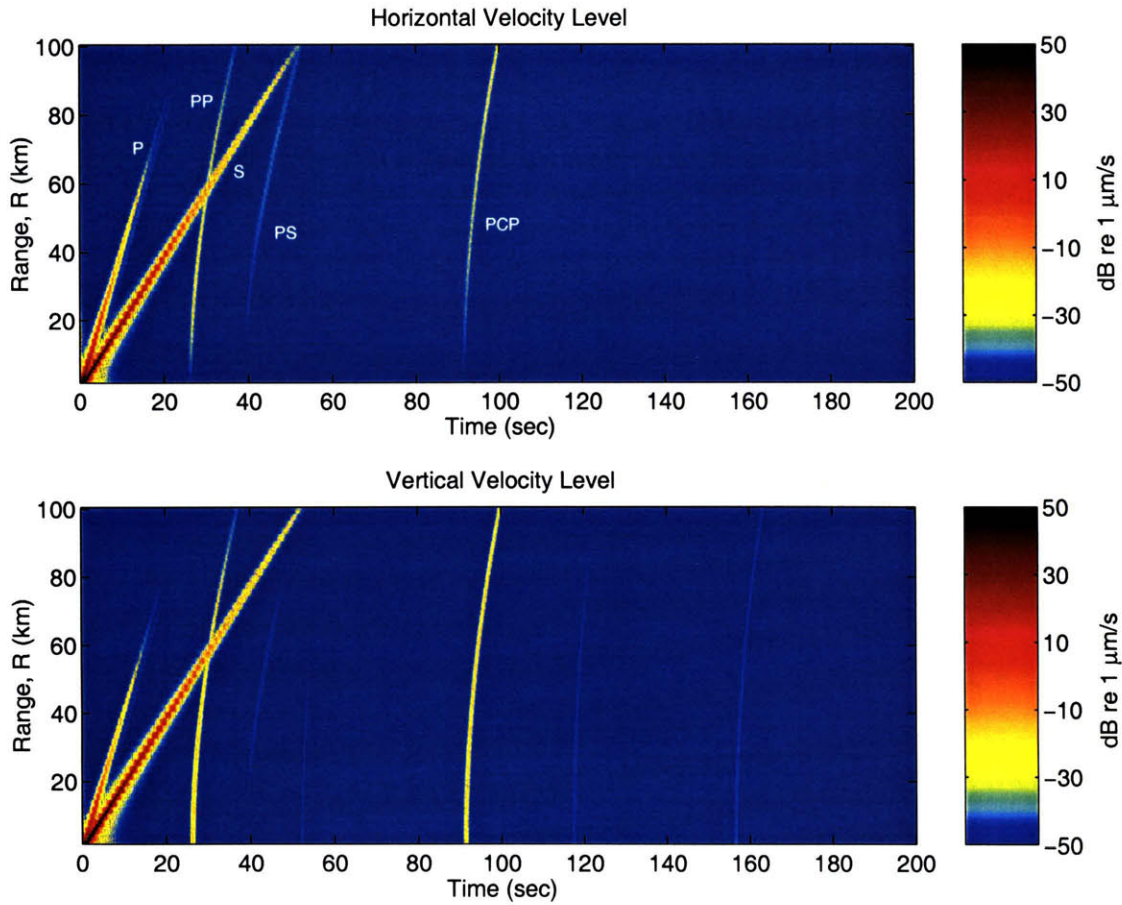 Horizontal Velocity Level
100
80
60
40
20
Range, R (km)
P
PP
S
PS
PCP
0 20 40 60 80 100 120 140 160 180 200
Time (sec)
50
30
10
−10
−30
−50
dB re 1 μm/s
Vertical Velocity Level
100
80
60
40
20
Range, R (km)
0 20 40 60 80 100 120 140 160 180 200
Time (sec)
50
30
10
−10
−30
−50
dB re 1 μm/s